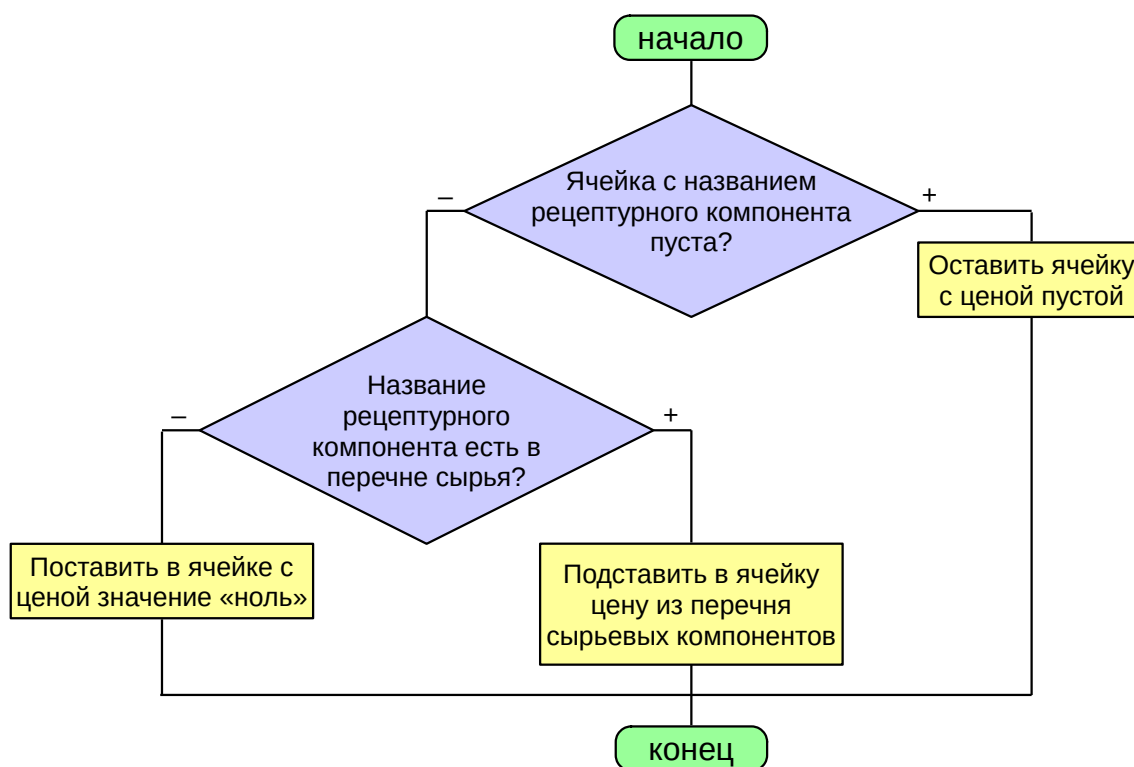 начало
Ячейка с названием
рецептурного компонента
пуста?
–
+
Оставить ячейку
с ценой пустой
Название
рецептурного
компонента есть в
перечне сырья?
–
+
Поставить в ячейке с
ценой значение «ноль»
Подставить в ячейку
цену из перечня
сырьевых компонентов
конец